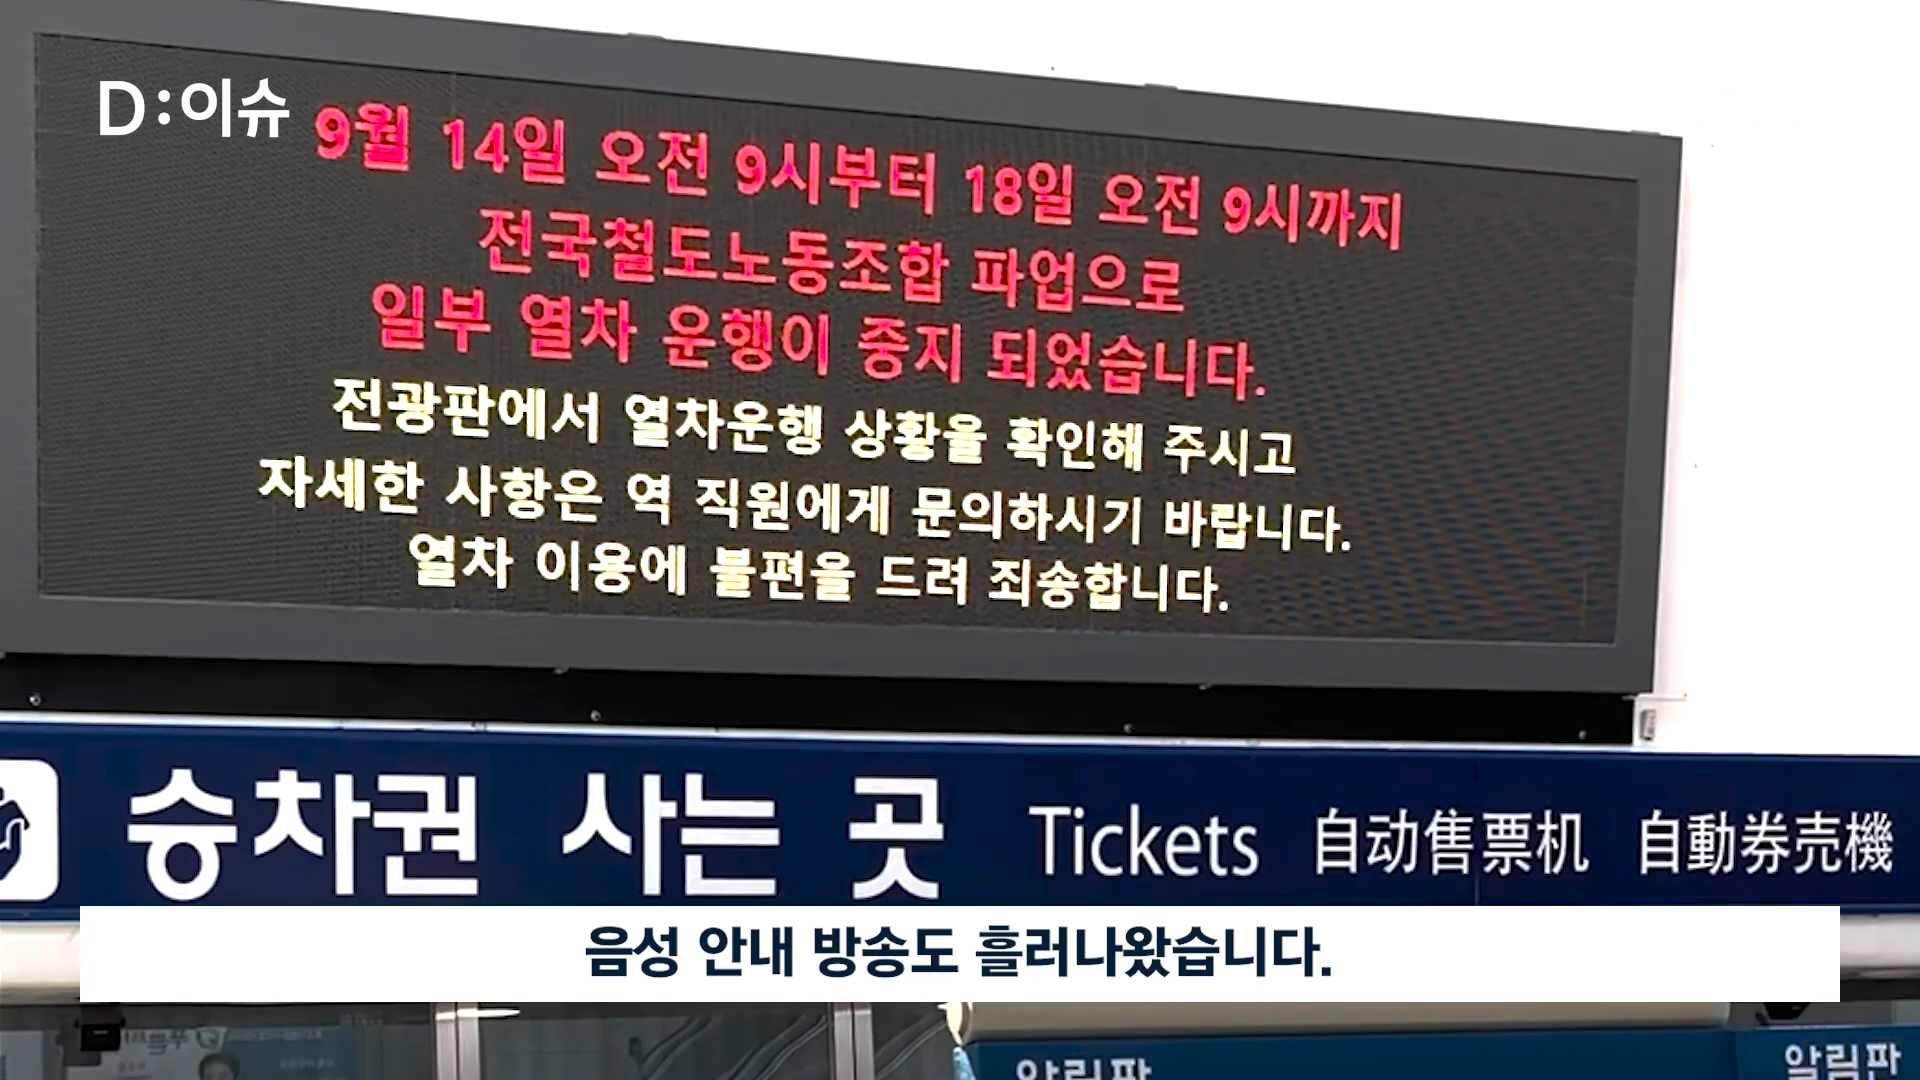 D:이슈
9월 14일 오전 9시부터 18일 오전 9시까지
전국철도노동조합 파업으로
일부 열차 운행이 중지 되었습니다.
전광판에서 열차운행 상황을 확인해 주시고
자세한 사항은 역 직원에게 문의하시기 바랍니다.
열차 이용에 불편을 드려 죄송합니다.
승차권 사는 곳 Tickets 自动售票机 自動券売機
음성 안내 방송도 흘러나왔습니다.
알림판 알림판